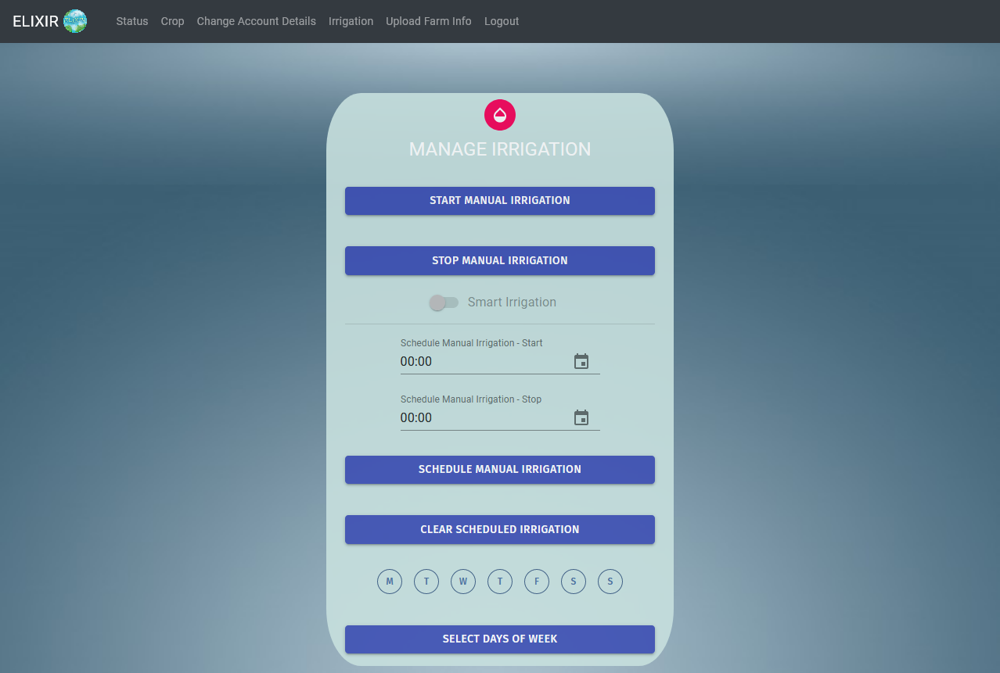 ELIXIR Status Crop Change Account Details Irrigation Upload Farm Info Logout
MANAGE IRRIGATION
START MANUAL IRRIGATION
STOP MANUAL IRRIGATION
Smart Irrigation
Schedule Manual Irrigation - Start
00:00
Schedule Manual Irrigation - Stop
00:00
SCHEDULE MANUAL IRRIGATION
CLEAR SCHEDULED IRRIGATION
M T W T F S S
SELECT DAYS OF WEEK